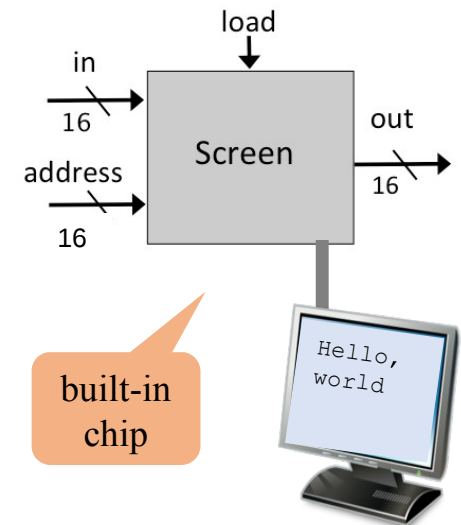 load
in
16
out
Screen
address
16
16
Hello,
world
built-in
chip